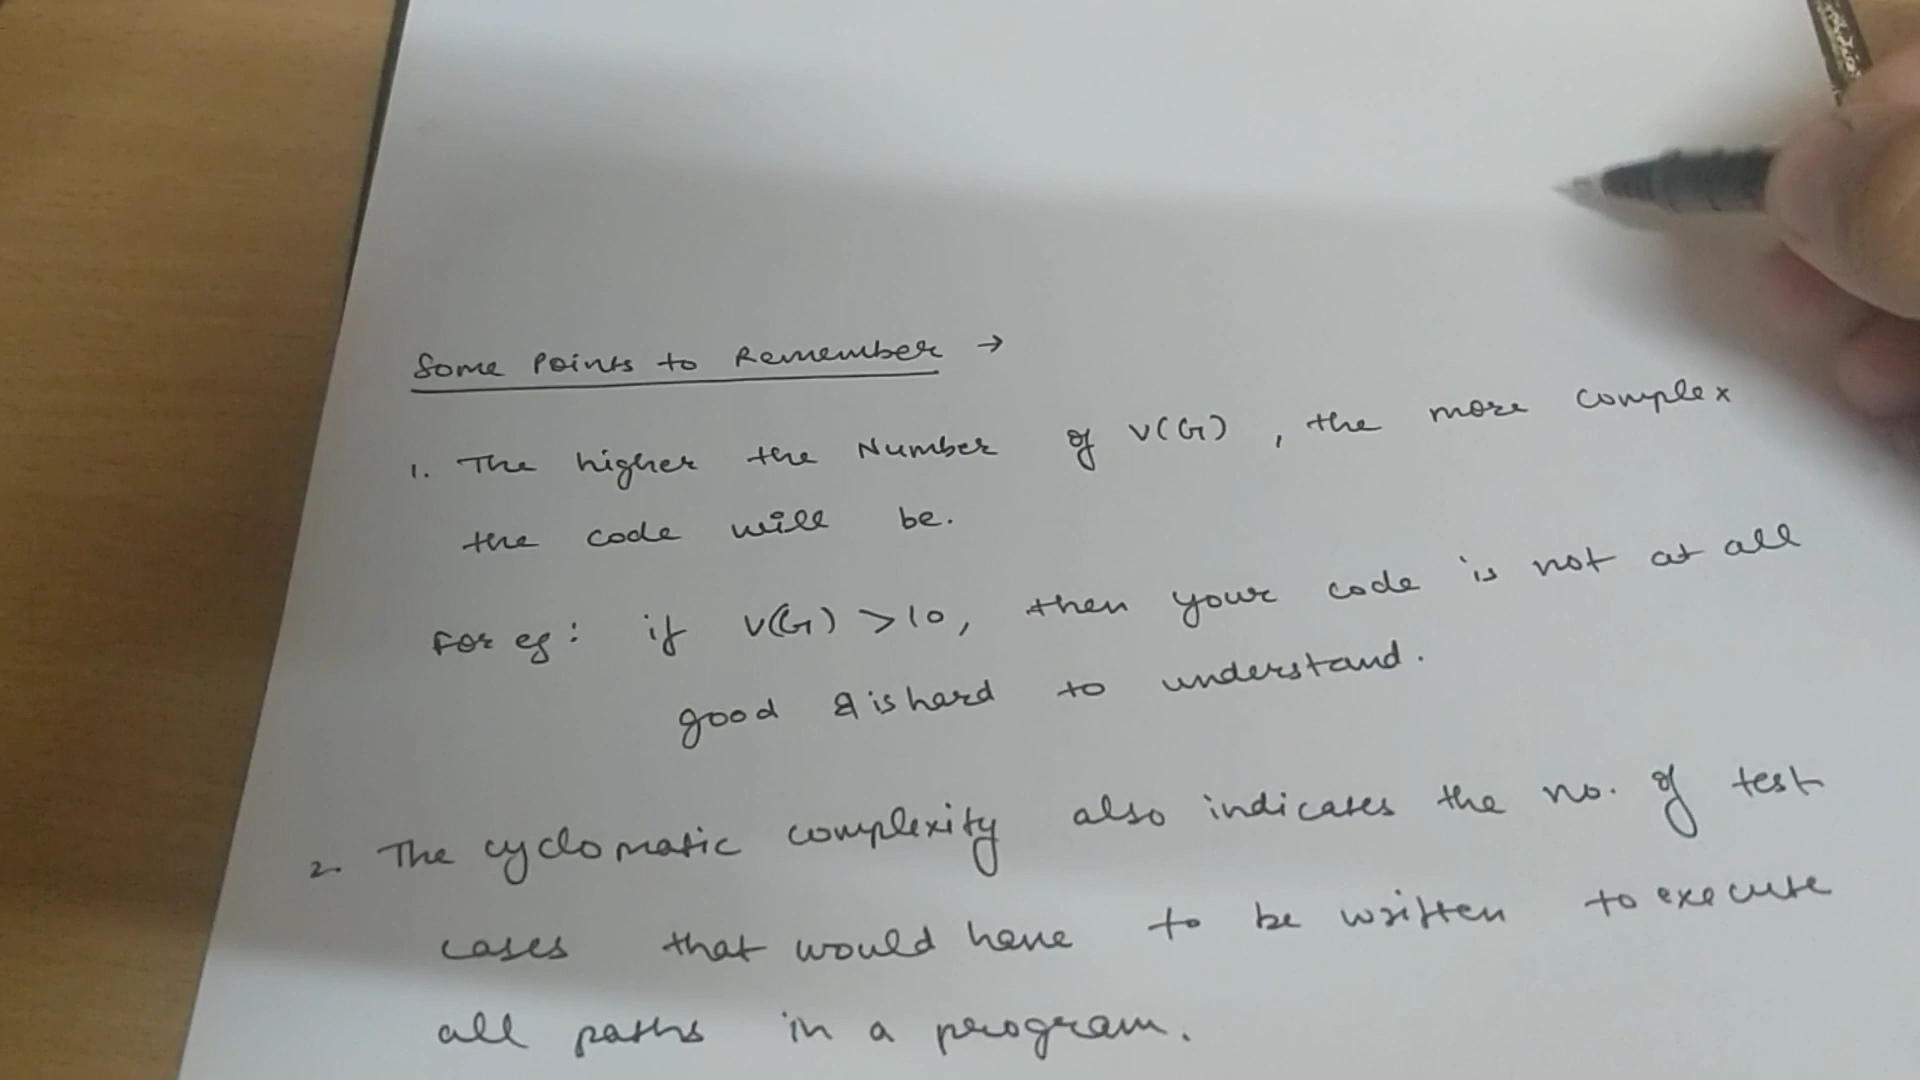 Some Points to Remember →
1. The higher the Number of V(G), the more complex
the code will be.
For eg: if V(G) > 10, then your code is not at all
good & is hard to understand.
2. The cyclomatic complexity also indicates the no. of test
cases that would have to be written to execute
all paths in a program.